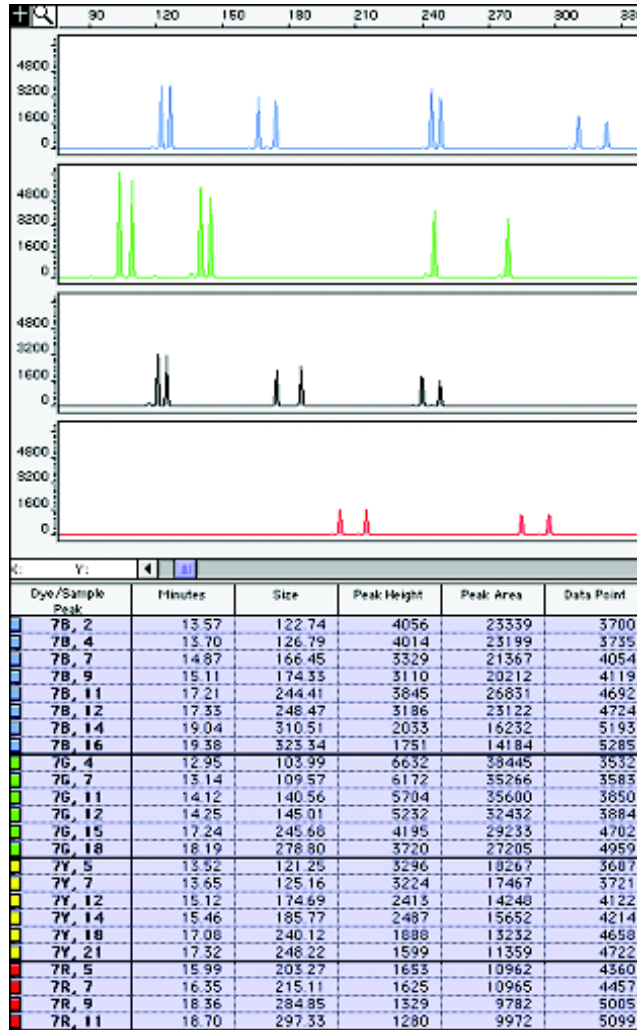 90 120 150 180 210 240 270 300 33
4800
3200
1600
0
4800
3200
1600
0
4800
3200
1600
0
4800
3200
1600
0
X: Y:
Dye/Sample Peak Minutes Size Peak Height Peak Area Data Point
7B, 2 13.57 122.74 4056 23339 3700
7B, 4 13.70 126.79 4014 23199 3735
7B, 7 14.87 166.45 3329 21367 4054
7B, 9 15.11 174.33 3110 20212 4119
7B, 11 17.21 244.41 3845 26831 4692
7B, 12 17.33 248.47 3186 23122 4724
7B, 14 19.04 310.51 2033 16232 5193
7B, 16 19.38 323.34 1751 14184 5285
7G, 4 12.95 103.99 6632 38445 3532
7G, 7 13.14 109.57 6172 35266 3583
7G, 11 14.12 140.56 5704 35600 3850
7G, 12 14.25 145.01 5232 32432 3884
7G, 15 17.24 245.68 4195 29233 4702
7G, 18 18.19 278.80 3720 27205 4959
7Y, 5 13.52 121.25 3296 18267 3687
7Y, 7 13.65 125.16 3224 17467 3721
7Y, 12 15.12 174.69 2413 14248 4122
7Y, 14 15.46 185.77 2487 15652 4214
7Y, 18 17.08 240.12 1888 13232 4658
7Y, 21 17.32 248.22 1599 11359 4722
7R, 5 15.99 203.27 1653 10962 4360
7R, 7 16.35 215.11 1625 10965 4457
7R, 9 18.36 284.85 1329 9782 5005
7R, 11 18.70 297.33 1280 9972 5099